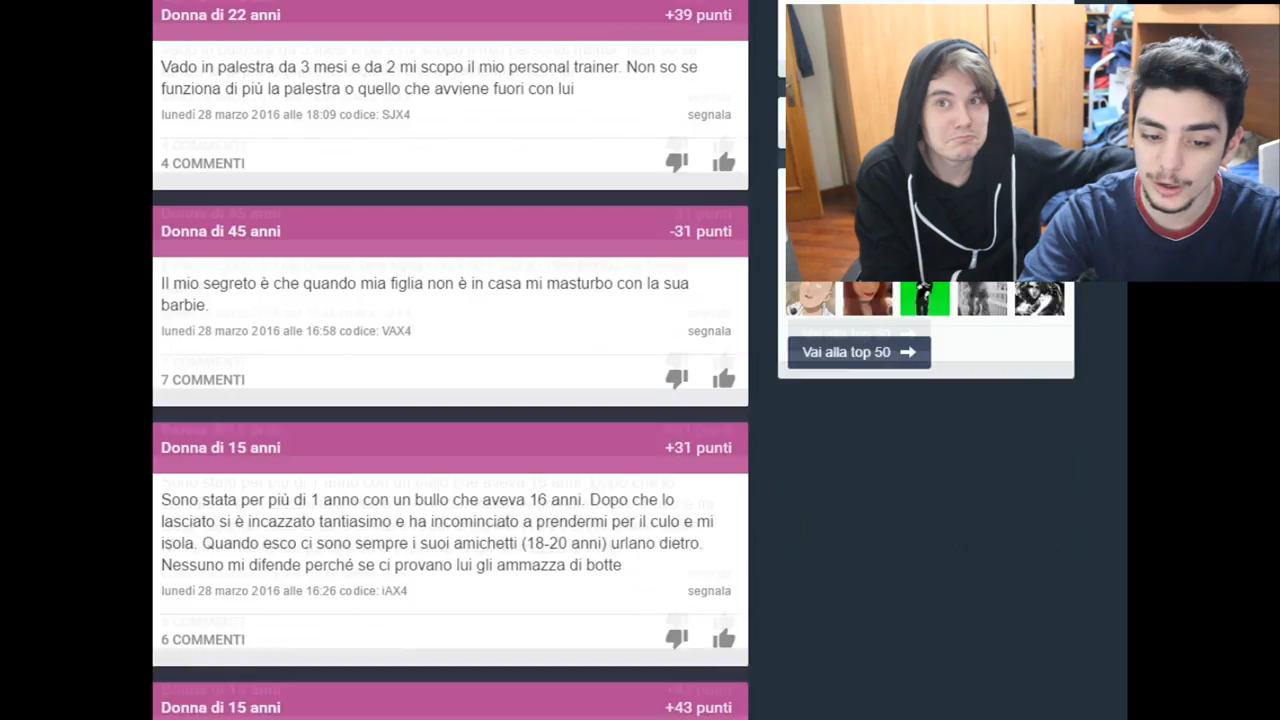 Donna di 22 anni +39 punti
Vado in palestra da 3 mesi e da 2 mi scopo il mio personal trainer. Non so se
funziona di più la palestra o quello che avviene fuori con lui
lunedì 28 marzo 2016 alle 18:09 codice: SJX4 segnala
4 COMMENTI
Donna di 45 anni -31 punti
Il mio segreto è che quando mia figlia non è in casa mi masturbo con la sua
barbie.
lunedì 28 marzo 2016 alle 16:58 codice: VAX4 segnala
7 COMMENTI
Donna di 15 anni +31 punti
Sono stata per più di 1 anno con un bullo che aveva 16 anni. Dopo che lo
lasciato si è incazzato tantiasimo e ha incominciato a prendermi per il culo e mi
isola. Quando esco ci sono sempre i suoi amichetti (18-20 anni) urlano dietro.
Nessuno mi difende perché se ci provano lui gli ammazza di botte
lunedì 28 marzo 2016 alle 16:26 codice: iAX4 segnala
6 COMMENTI
Donna di 15 anni +43 punti
Vai alla top 50